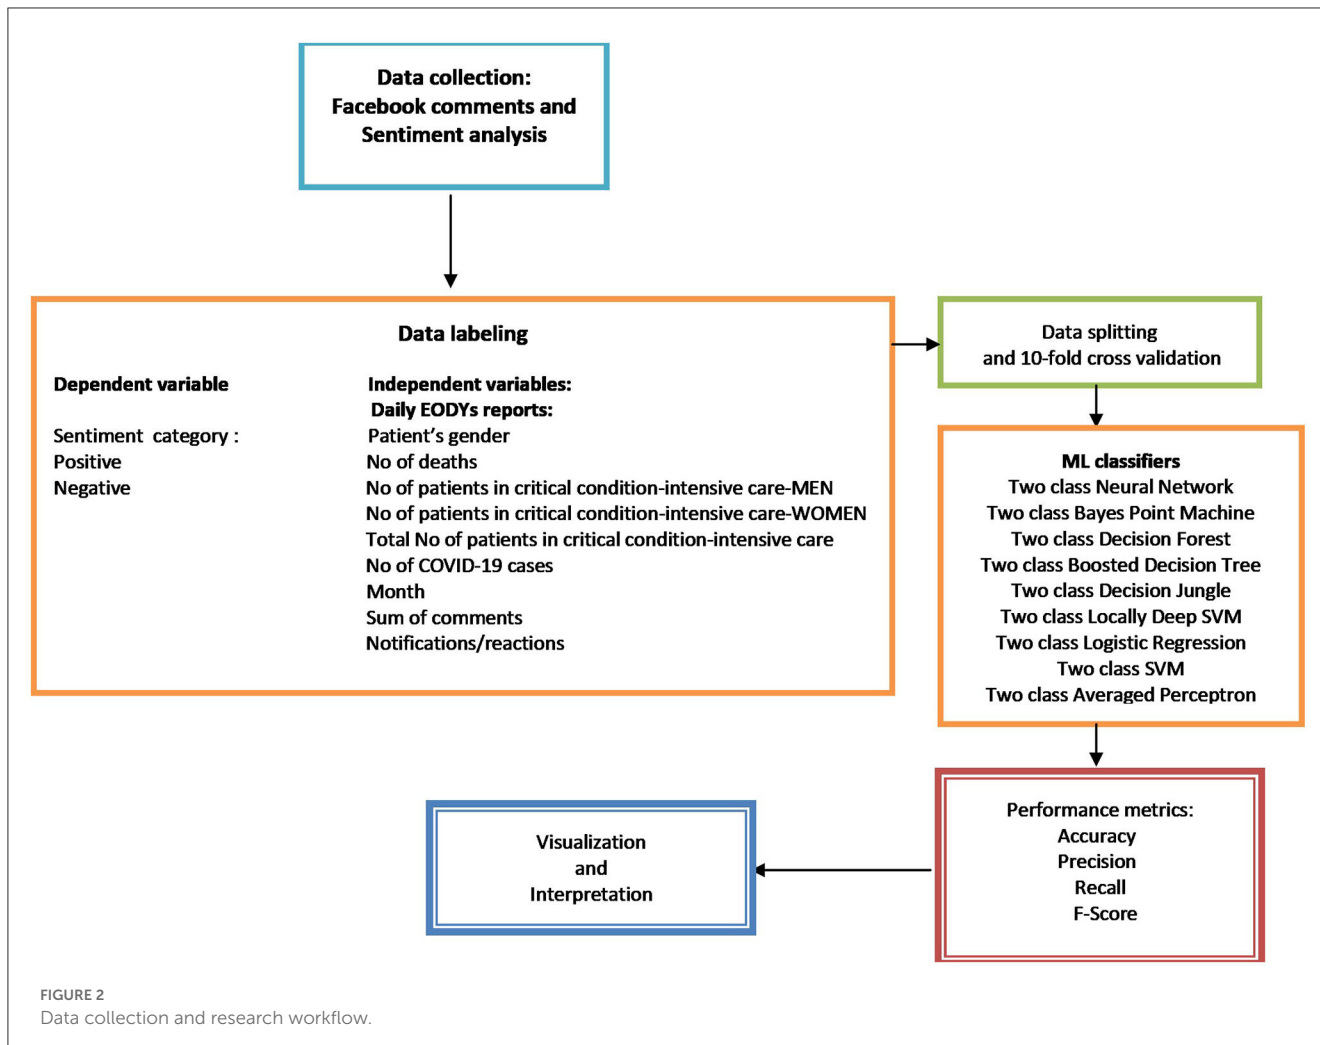 Data collection:
Facebook comments and
Sentiment analysis
Data labeling
Dependent variable
Sentiment category :
Positive
Negative
Independent variables:
Daily EODYs reports:
Patient's gender
No of deaths
No of patients in critical condition-intensive care-MEN
No of patients in critical condition-intensive care-WOMEN
Total No of patients in critical condition-intensive care
No of COVID-19 cases
Month
Sum of comments
Notifications/reactions
Data splitting
and 10-fold cross validation
ML classifiers
Two class Neural Network
Two class Bayes Point Machine
Two class Decision Forest
Two class Boosted Decision Tree
Two class Decision Jungle
Two class Locally Deep SVM
Two class Logistic Regression
Two class SVM
Two class Averaged Perceptron
Performance metrics:
Accuracy
Precision
Recall
F-Score
Visualization
and
Interpretation
FIGURE 2
Data collection and research workflow.